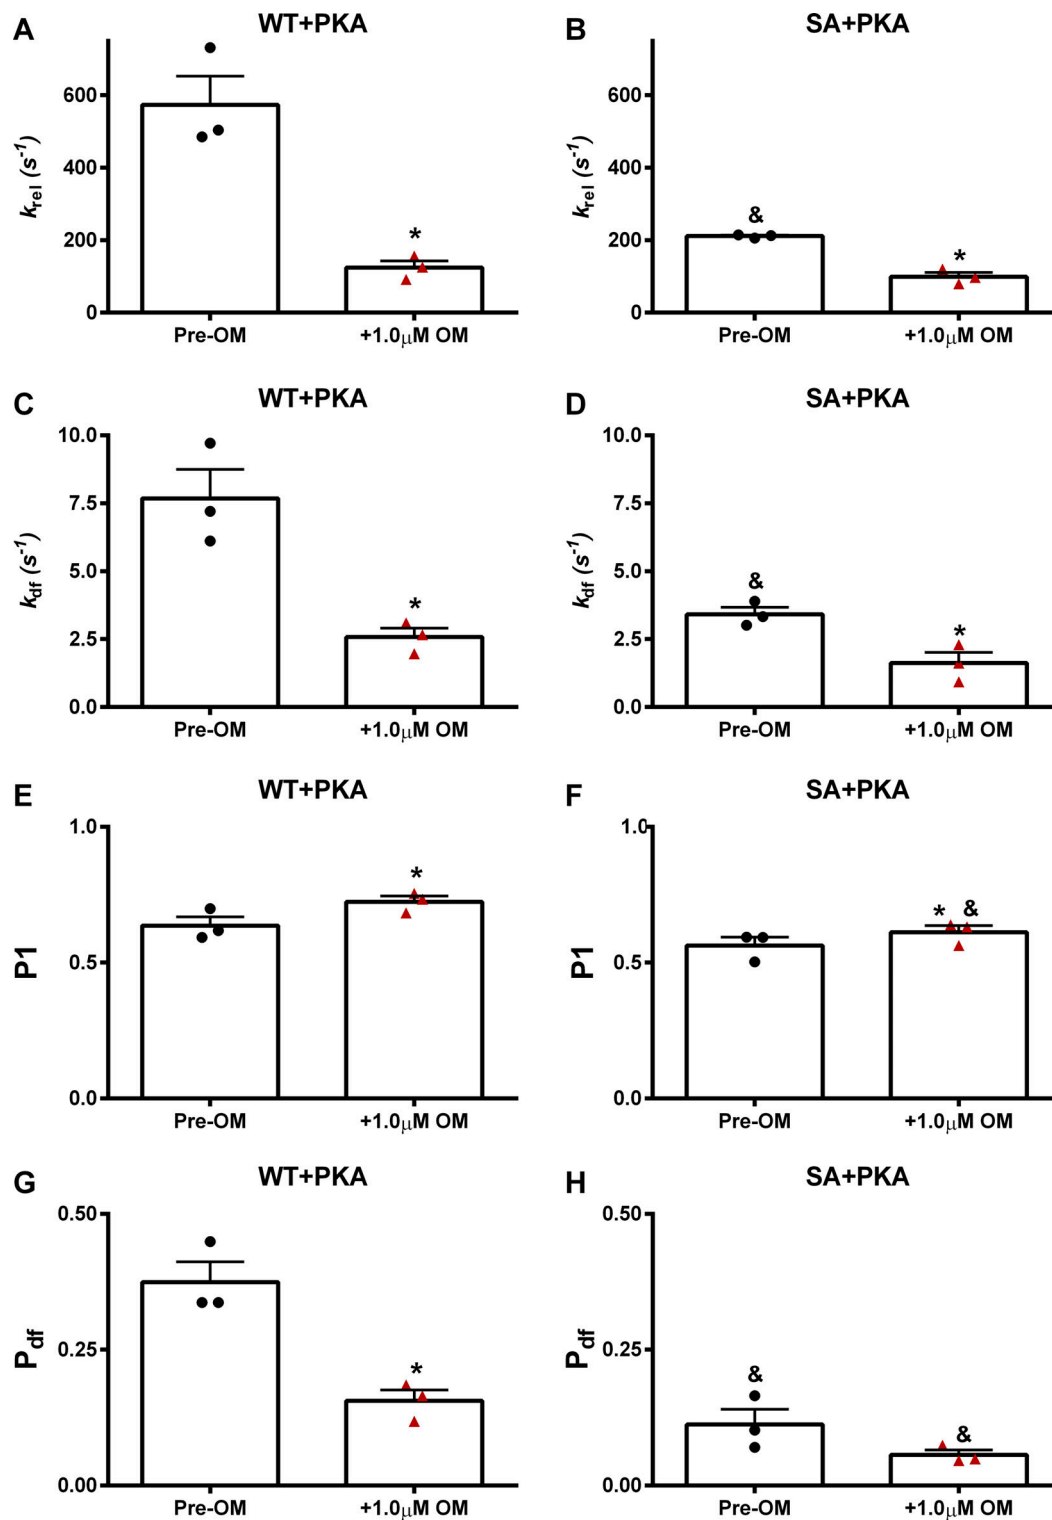 A
WT+PKA
600
400
200
0
k_rel (s^-1)
*
Pre-OM
+1.0μM OM
B
SA+PKA
600
400
200
0
k_rel (s^-1)
&
*
Pre-OM
+1.0μM OM
C
WT+PKA
10.0
7.5
5.0
2.5
0.0
k_df (s^-1)
*
Pre-OM
+1.0μM OM
D
SA+PKA
10.0
7.5
5.0
2.5
0.0
k_df (s^-1)
&
*
Pre-OM
+1.0μM OM
E
WT+PKA
1.0
0.5
0.0
P1
*
Pre-OM
+1.0μM OM
F
SA+PKA
1.0
0.5
0.0
P1
* &
Pre-OM
+1.0μM OM
G
WT+PKA
0.50
0.25
0.00
P_df
*
Pre-OM
+1.0μM OM
H
SA+PKA
0.50
0.25
0.00
P_df
&
&
Pre-OM
+1.0μM OM